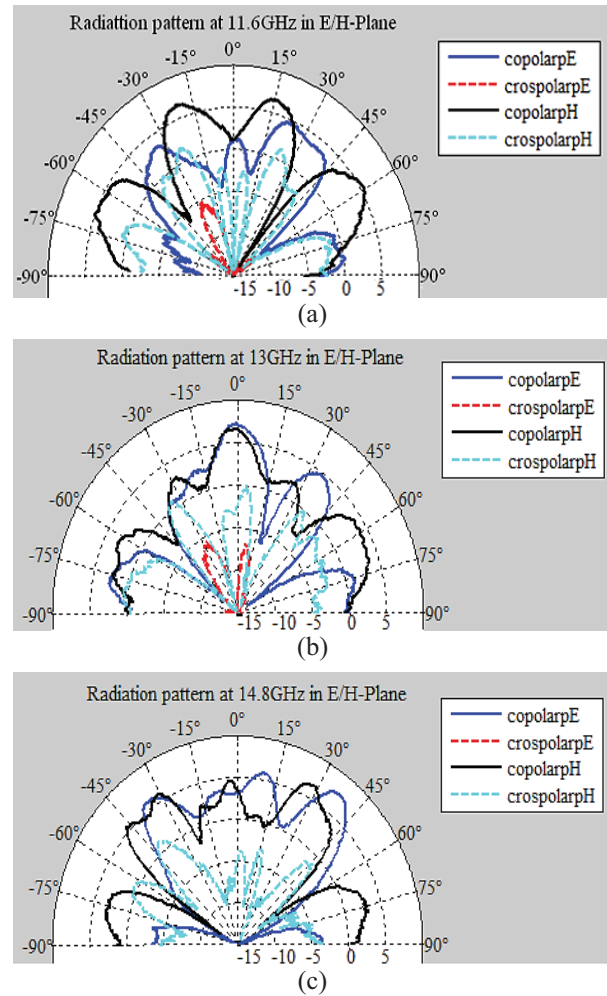 Radiattion pattern at 11.6GHz in E/H-Plane
0°
-15° 15°
-30° 30°
-45° 45°
-60° 60°
-75° 75°
-90° -15 -10 -5 0 5 90°
copolarpE
crospolarpE
copolarpH
crospolarpH
(a)
Radiation pattern at 13GHz in E/H-Plane
0°
-15° 15°
-30° 30°
-45° 45°
-60° 60°
-75° 75°
-90° -15 -10 -5 0 5 90°
copolarpE
crospolarpE
copolarpH
crospolarpH
(b)
Radiation pattern at 14.8GHz in E/H-Plane
0°
-15° 15°
-30° 30°
-45° 45°
-60° 60°
-75° 75°
-90° -15 -10 -5 0 5 90°
copolarpE
crospolarpE
copolarpH
crospolarpH
(c)